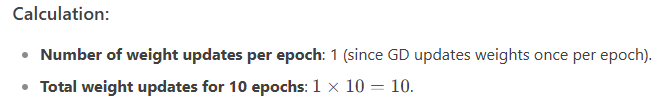 Calculation:
Number of weight updates per epoch: 1 (since GD updates weights once per epoch).
Total weight updates for 10 epochs: 1 × 10 = 10.